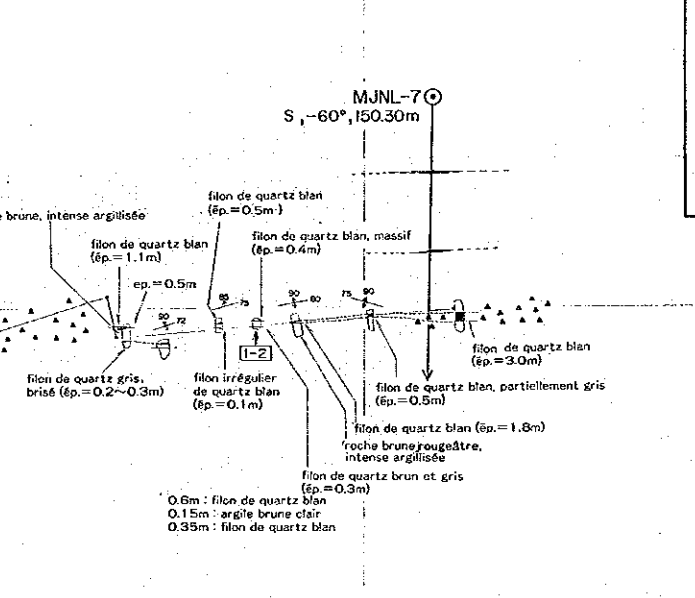 MJNL-7
S ,-60°,150.30m
filon de quartz blan
(ép.=0.5m)
brune, intense argillisée
filon de quartz blan
(ép.=1.1m)
filon de quartz blan, massif
(ép.=0.4m)
ep.=0.5m
85
75
90
80
75
90
90
72
1-2
filon de quartz gris,
brisé (ép.=0.2~0.3m)
filon irrégulier
de quartz blan
(ép.=0.1m)
filon de quartz blan
(ép.=3.0m)
filon de quartz blan, partiellement gris
(ép.=0.5m)
filon de quartz blan (ép.=1.8m)
roche brune rougeâtre,
intense argillisée
filon de quartz brun et gris
(ép.=0.3m)
0.6m : filon de quartz blan
0.15m : argile brune clair
0.35m : filon de quartz blan